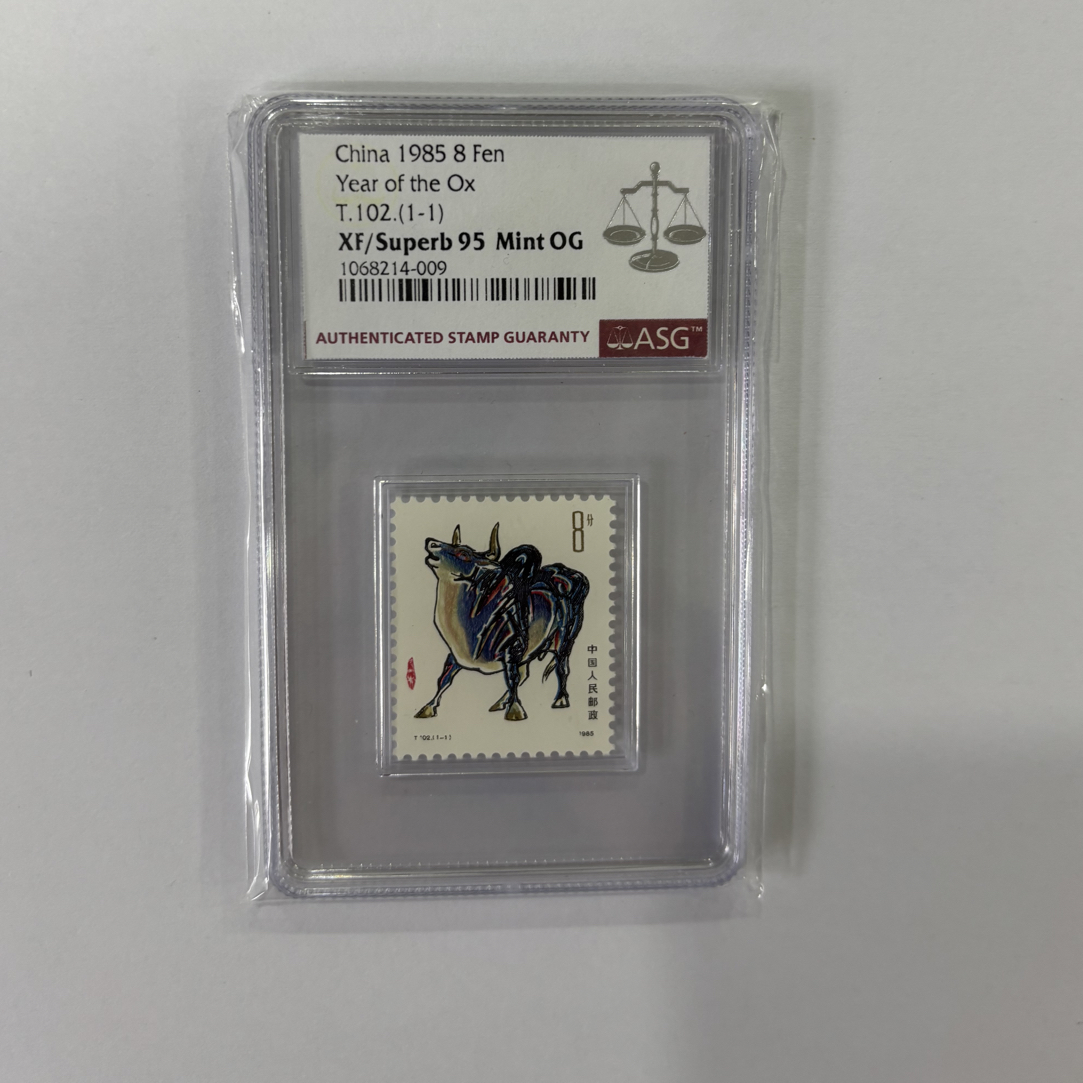 China 1985 8 Fen
Year of the Ox
T.102.(1-1)
XF/Superb 95 Mint OG
1068214-009
AUTHENTICATED STAMP GUARANTY
ASG™
8分
中国人民邮政
T.102.(1-1)
1985